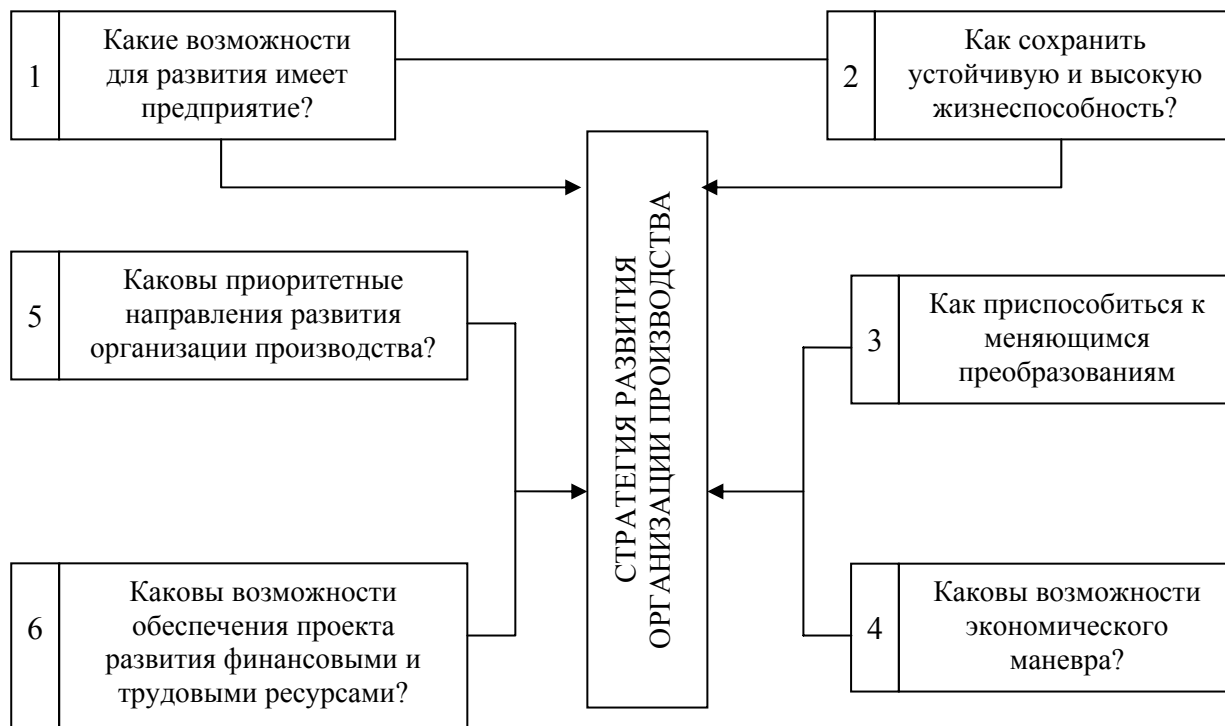 1
Какие возможности
для развития имеет
предприятие?
2
Как сохранить
устойчивую и высокую
жизнеспособность?
СТРАТЕГИЯ РАЗВИТИЯ
ОРГАНИЗАЦИИ ПРОИЗВОДСТВА
5
Каковы приоритетные
направления развития
организации производства?
3
Как приспособиться к
меняющимся
преобразованиям
6
Каковы возможности
обеспечения проекта
развития финансовыми и
трудовыми ресурсами?
4
Каковы возможности
экономического
маневра?